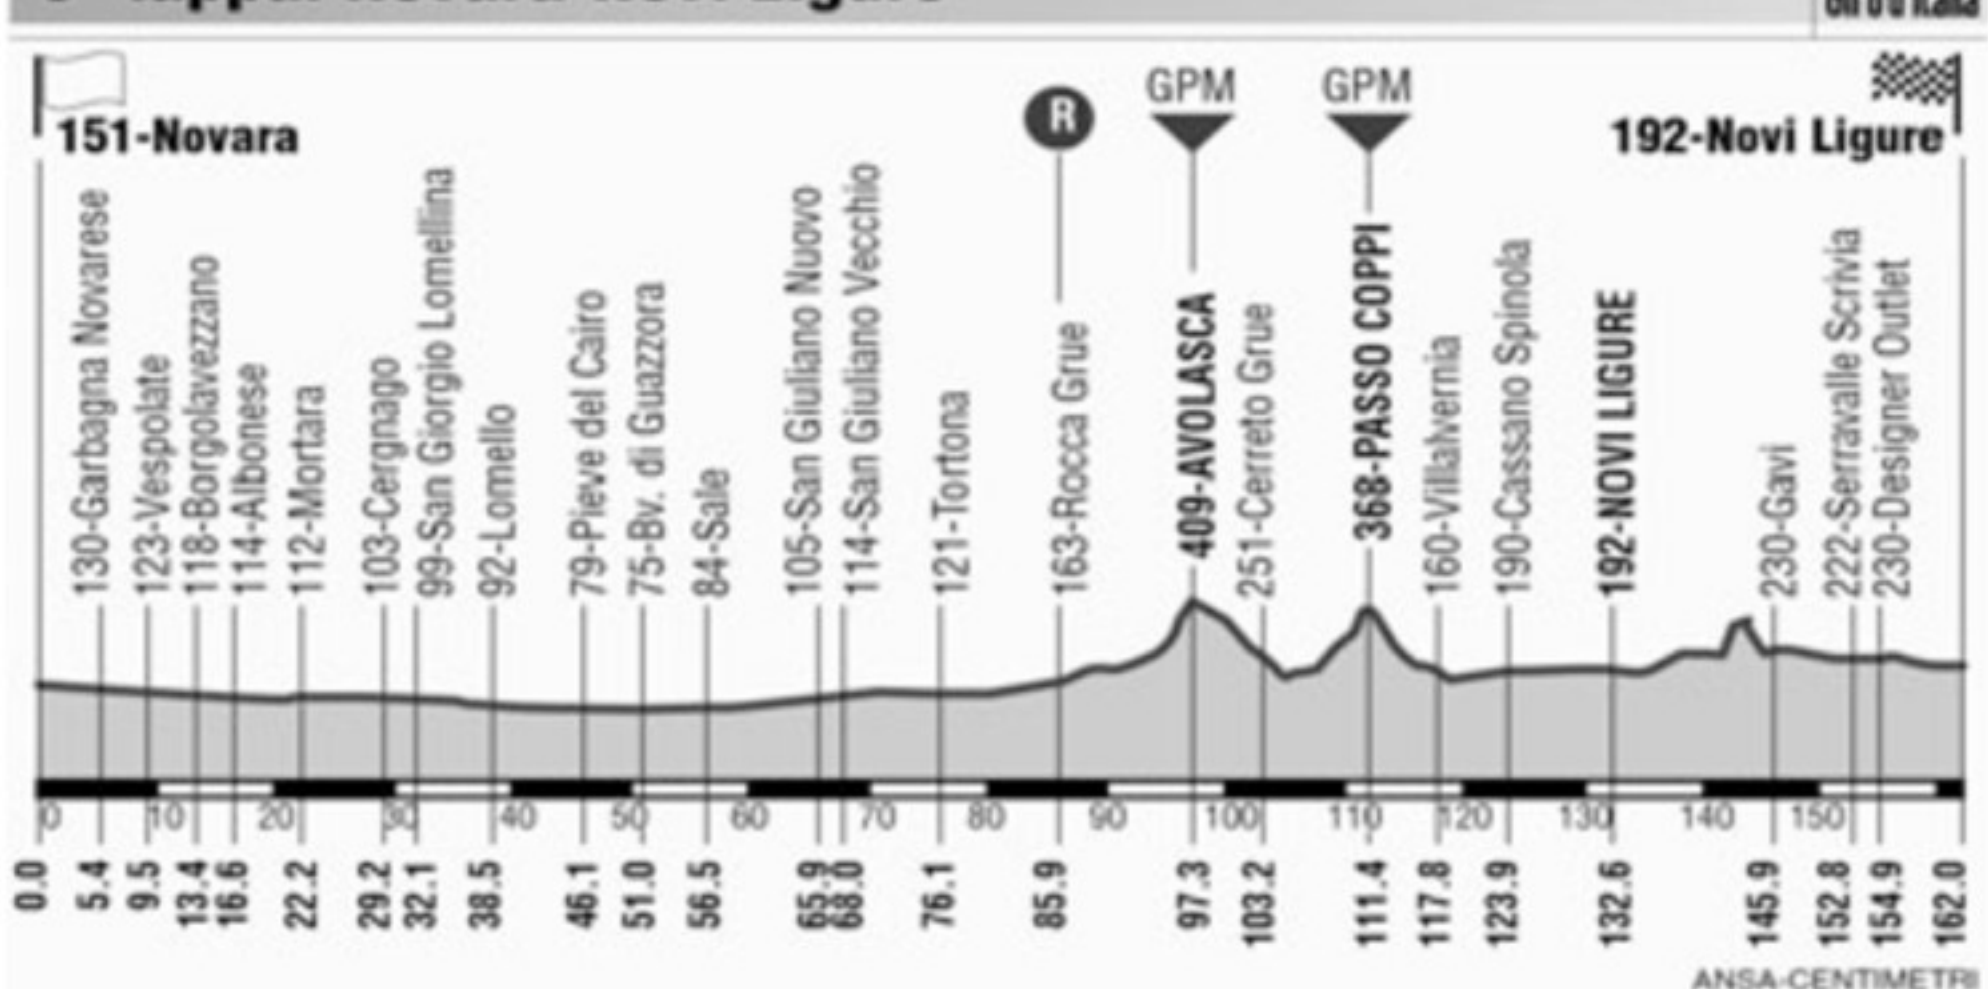 GPM
GPM
R
151-Novara
192-Novi Ligure
130-Garbagna Novarese
123-Vespolate
118-Borgolavezzano
114-Albonese
112-Mortara
103-Cergnago
99-San Giorgio Lomellina
92-Lomello
79-Pieve del Cairo
75-Bv. di Guazzora
84-Sale
105-San Giuliano Nuovo
114-San Giuliano Vecchio
121-Tortona
163-Rocca Grue
409-AVOLASCA
251-Cerreto Grue
368-PASSO COPPI
160-Villalvernia
190-Cassano Spinola
192-NOVI LIGURE
230-Gavi
222-Serravalle Scrivia
230-Designer Outlet
0 10 20 30 40 50 60 70 80 90 100 110 120 130 140 150
0.0 5.4 9.5 13.4 16.6 22.2 29.2 32.1 38.5 46.1 51.0 56.5 65.9 68.0 76.1 85.9 97.3 103.2 111.4 117.8 123.9 132.6 145.9 152.8 154.9 162.0
ANSA-CENTIMETRI